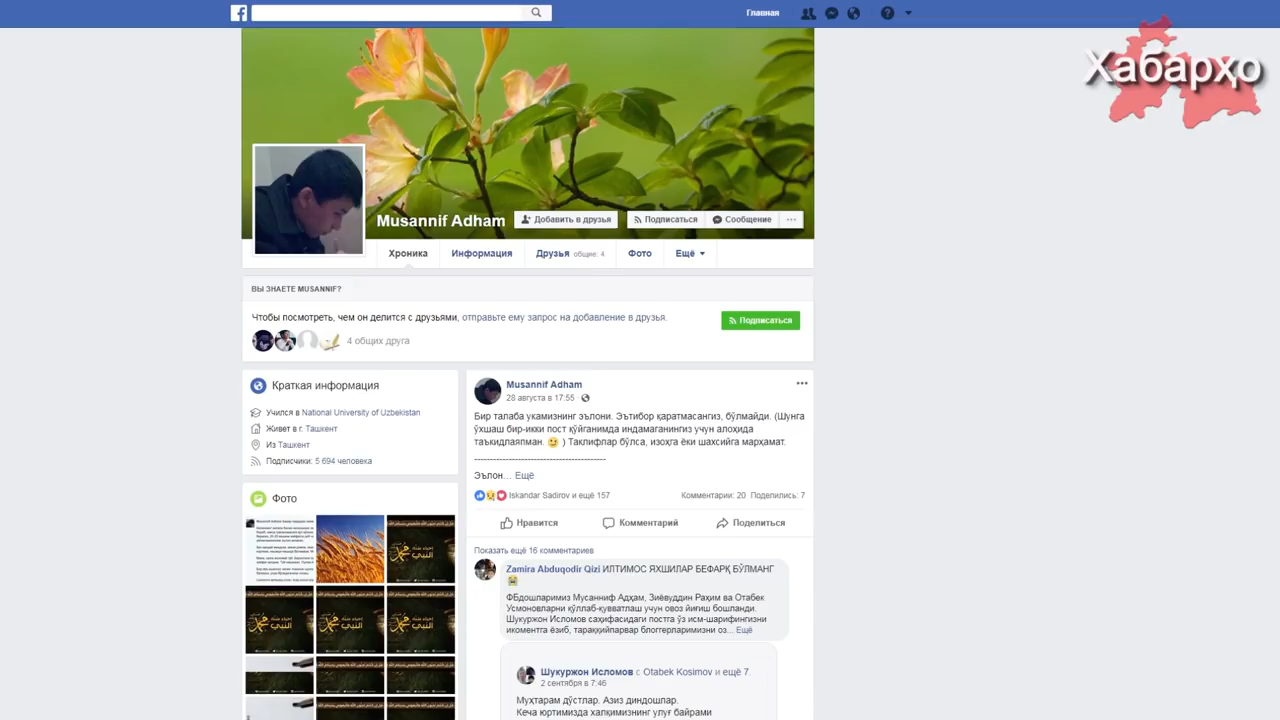 Главная
Хабарҳо
Musannif Adham
Добавить в друзья
Подписаться
Сообщение
Хроника
Информация
Друзья общие: 4
Фото
Ещё
ВЫ ЗНАЕТЕ MUSANNIF?
Чтобы посмотреть, чем он делится с друзьями, отправьте ему запрос на добавление в друзья.
Подписаться
4 общих друга
Краткая информация
Учился в National University of Uzbekistan
Живет в г. Ташкент
Из Ташкент
Подписчики: 5 694 человека
Фото
Musannif Adham
28 августа в 17:55
Бир талаба укамизнинг эълони. Эътибор қаратмасангиз, бўлмайди. (Шунга
ўхшаш бир-икки пост қўйганимда индамаганингиз учун алоҳида
таъкидлаяпман. ) Таклифлар бўлса, изоҳга ёки шахсийга марҳамат.
-----------------------------------------
Эълон... Ещё
Iskandar Sadirov и ещё 157
Комментарии: 20 Поделились: 7
Нравится
Комментарий
Поделиться
Показать ещё 16 комментариев
Zamira Abduqodir Qizi ИЛТИМОС ЯХШИЛАР БЕФАРҚ БЎЛМАНГ
ФБдошларимиз Мусанниф Адҳам, Зиёвуддин Раҳим ва Отабек
Усмоновларни қўллаб-қувватлаш учун овоз йиғиш бошланди.
Шукуржон Исломов саҳифасидаги постга ўз исм-шарифингизни
икоментга ёзиб, тараққийпарвар блоггерларимизни оз... Ещё
Шукуржон Исломов с Otabek Kosimov и ещё 7.
2 сентября в 7:46
Муҳтарам дўстлар. Азиз диндошлар.
Кеча юртимизда халқимизнинг улуғ байрами